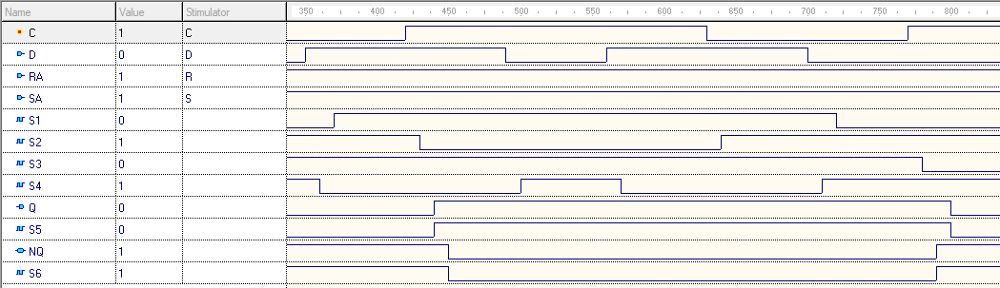 Name Value Stimulator 350 400 450 500 550 600 650 700 750 800
C 1 C
D 0 D
RA 1 R
SA 1 S
S1 0
S2 1
S3 0
S4 1
Q 0
S5 0
NQ 1
S6 1